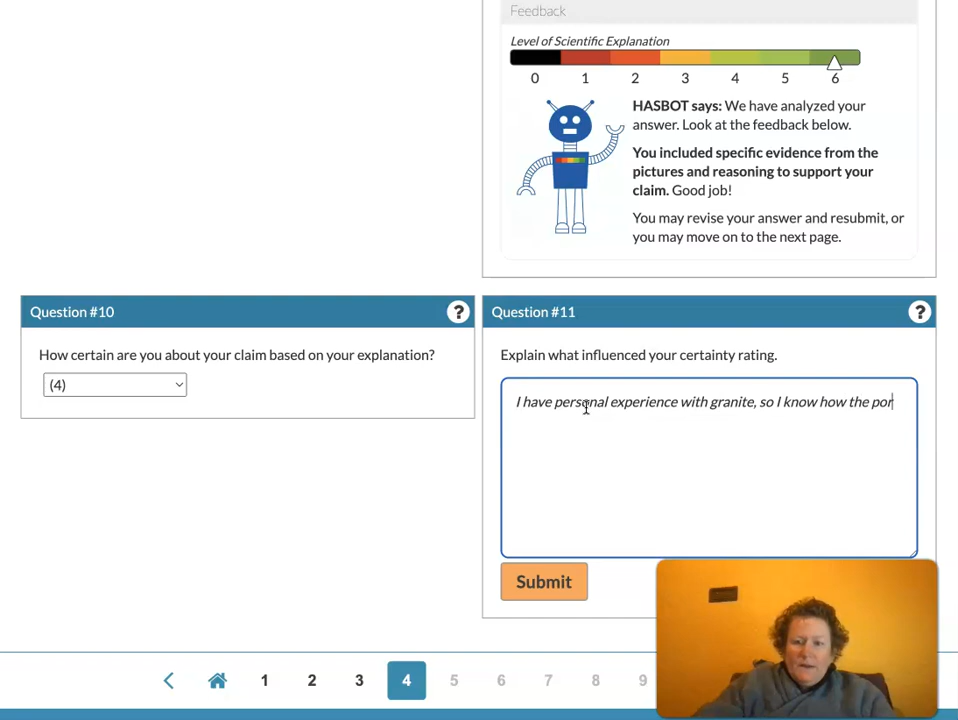 Feedback
Level of Scientific Explanation
0 1 2 3 4 5 6
HASBOT says: We have analyzed your
answer. Look at the feedback below.
You included specific evidence from the
pictures and reasoning to support your
claim. Good job!
You may revise your answer and resubmit, or
you may move on to the next page.
Question #10 ?
How certain are you about your claim based on your explanation?
(4)
Question #11 ?
Explain what influenced your certainty rating.
I have personal experience with granite, so I know how the por
Submit
1 2 3 4 5 6 7 8 9